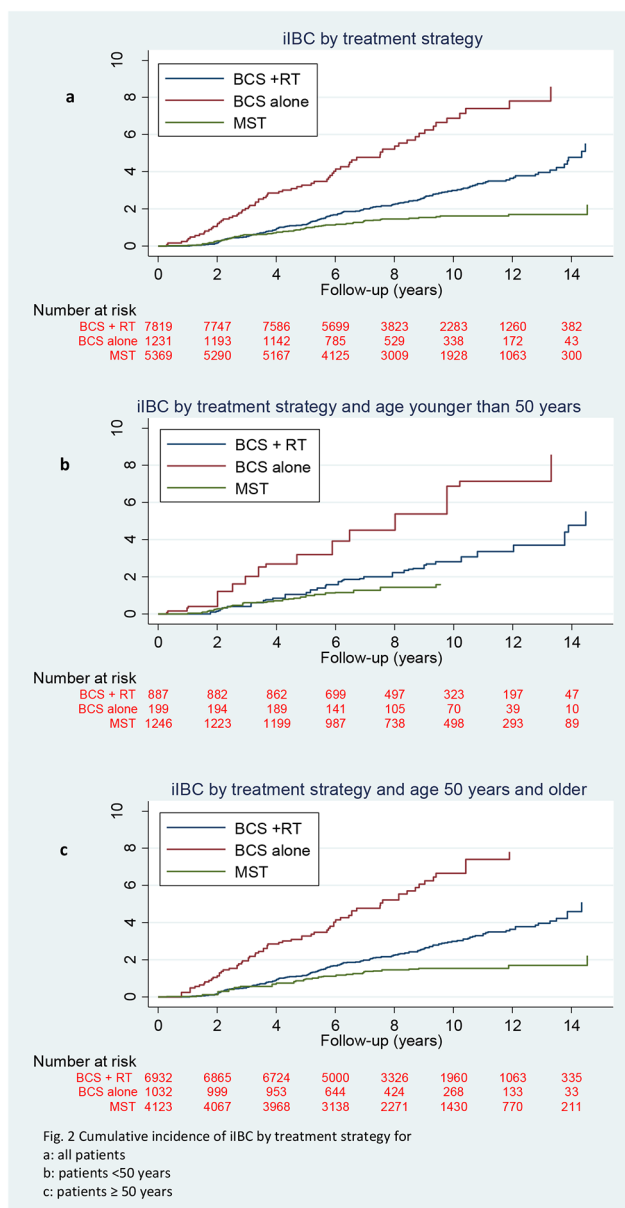 iIBC by treatment strategy
a
10
8
6
4
2
0
BCS +RT
BCS alone
MST
0 2 4 6 8 10 12 14
Follow-up (years)
Number at risk
BCS + RT 7819 7747 7586 5699 3823 2283 1260 382
BCS alone 1231 1193 1142 785 529 338 172 43
MST 5369 5290 5167 4125 3009 1928 1063 300
iIBC by treatment strategy and age younger than 50 years
b
10
8
6
4
2
0
BCS + RT
BCS alone
MST
0 2 4 6 8 10 12 14
Follow-up (years)
Number at risk
BCS + RT 887 882 862 699 497 323 197 47
BCS alone 199 194 189 141 105 70 39 10
MST 1246 1223 1199 987 738 498 293 89
iIBC by treatment strategy and age 50 years and older
c
10
8
6
4
2
0
BCS +RT
BCS alone
MST
0 2 4 6 8 10 12 14
Follow-up (years)
Number at risk
BCS + RT 6932 6865 6724 5000 3326 1960 1063 335
BCS alone 1032 999 953 644 424 268 133 33
MST 4123 4067 3968 3138 2271 1430 770 211
Fig. 2 Cumulative incidence of iIBC by treatment strategy for
a: all patients
b: patients <50 years
c: patients ≥ 50 years